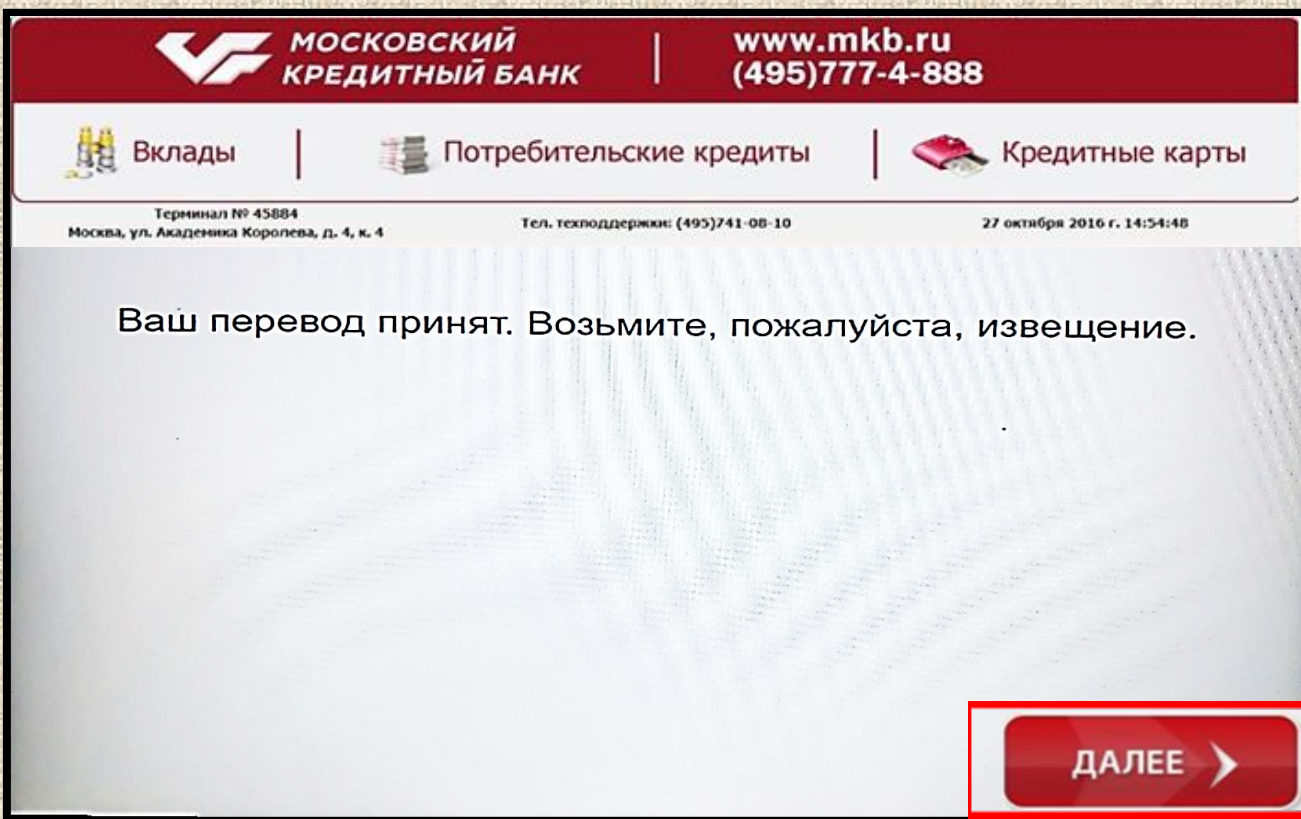 МОСКОВСКИЙ
КРЕДИТНЫЙ БАНК
www.mkb.ru
(495)777-4-888
Вклады
Потребительские кредиты
Кредитные карты
Терминал № 45884
Москва, ул. Академика Королева, д. 4, к. 4
Тел. техподдержки: (495)741-08-10
27 октября 2016 г. 14:54:48
Ваш перевод принят. Возьмите, пожалуйста, извещение.
ДАЛЕЕ